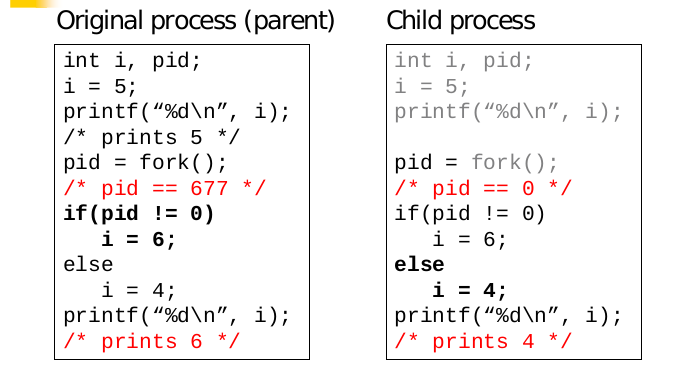 Original process (parent)
int i, pid;
i = 5;
printf(“%d\n”, i);
/* prints 5 */
pid = fork();
/* pid == 677 */
if(pid != 0)
   i = 6;
else
   i = 4;
printf(“%d\n”, i);
/* prints 6 */
Child process
int i, pid;
i = 5;
printf(“%d\n”, i);
pid = fork();
/* pid == 0 */
if(pid != 0)
   i = 6;
else
   i = 4;
printf(“%d\n”, i);
/* prints 4 */